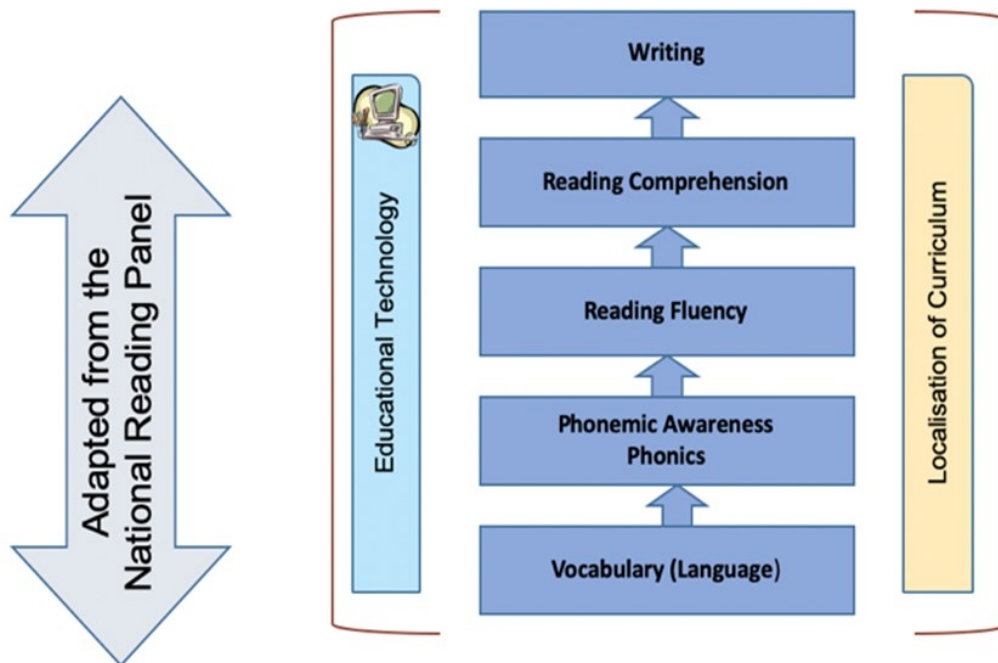 Adapted from the
National Reading Panel
Educational Technology
Writing
Reading Comprehension
Reading Fluency
Phonemic Awareness
Phonics
Vocabulary (Language)
Localisation of Curriculum